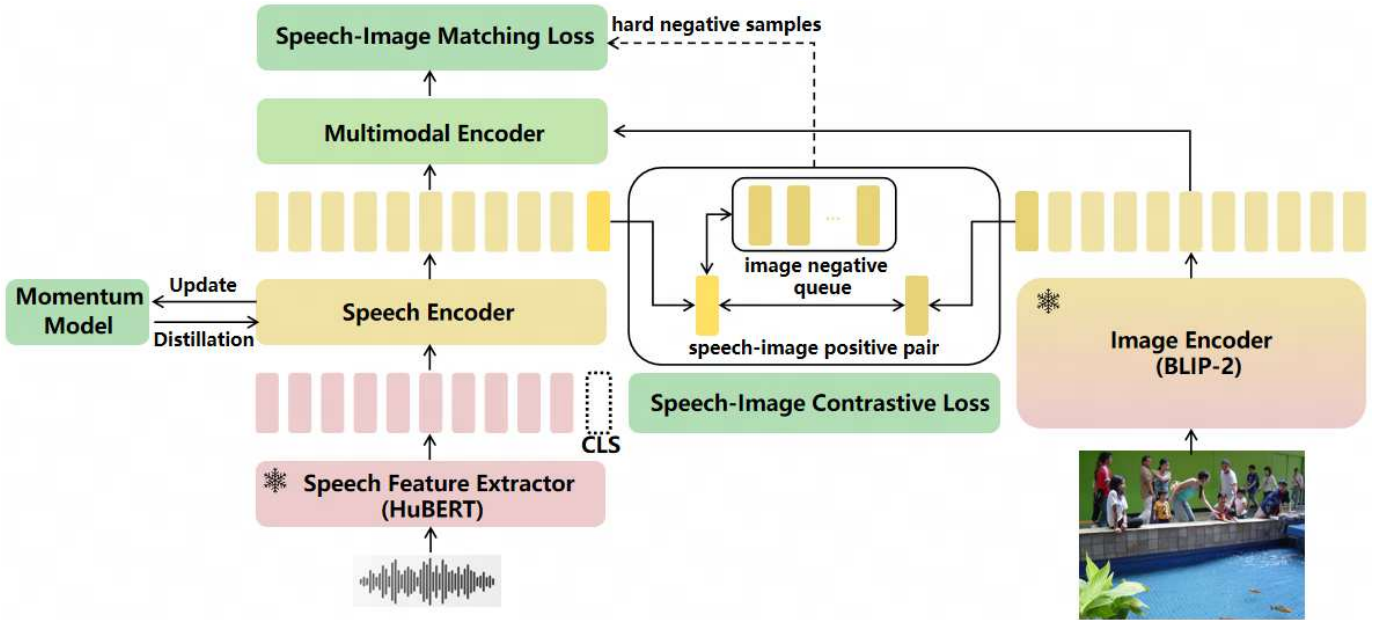 hard negative samples
Speech-Image Matching Loss
Multimodal Encoder
...
image negative
queue
Update
Momentum
Model
Distillation
Speech Encoder
speech-image positive pair
Image Encoder
(BLIP-2)
Speech-Image Contrastive Loss
CLS
Speech Feature Extractor
(HuBERT)